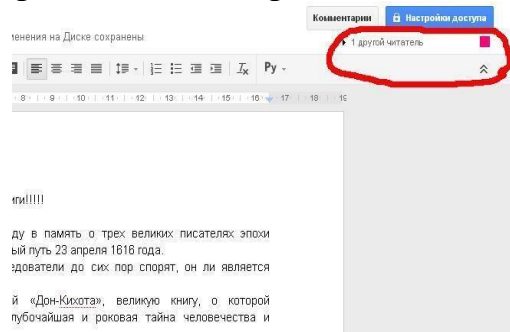 Комментарии
Настройки доступа
менения на Диске сохранены
1 другой читатель
Ру
8 9 10 11 12 13 14 15 16 17 18 19
иги!!!!!
ду в память о трех великих писателях эпохи
ый путь 23 апреля 1616 года.
едователи до сих пор спорят, он ли является
й «Дон-Кихота», великую книгу, о которой
лубочайшая и роковая тайна человечества и